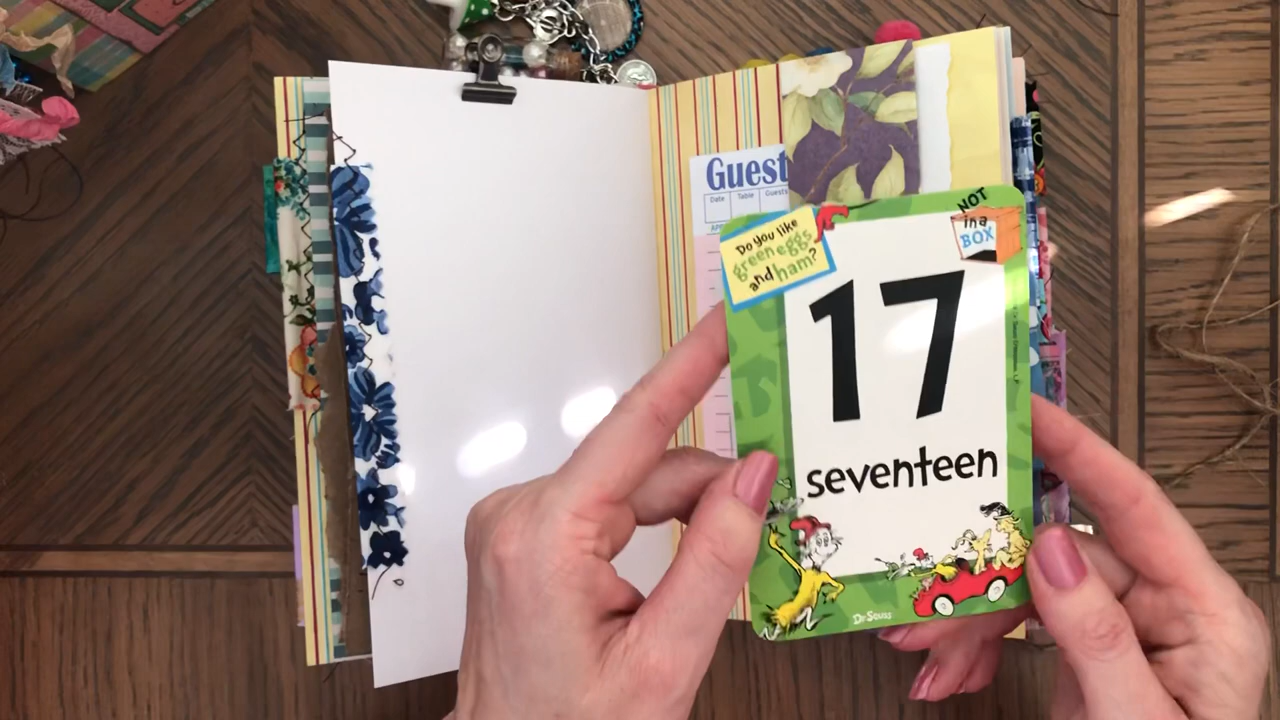 Guest
Date Table Guests
Do you like
green eggs
and ham?
NOT
in a
BOX
17
seventeen
Dr. Seuss